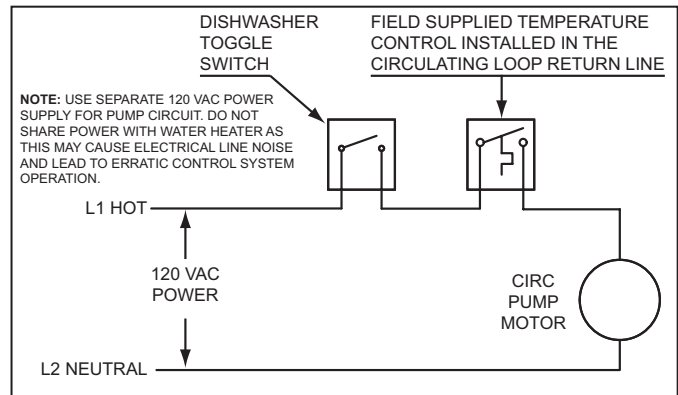 DISHWASHER
TOGGLE
SWITCH
FIELD SUPPLIED TEMPERATURE
CONTROL INSTALLED IN THE
CIRCULATING LOOP RETURN LINE
NOTE: USE SEPARATE 120 VAC POWER
SUPPLY FOR PUMP CIRCUIT. DO NOT
SHARE POWER WITH WATER HEATER AS
THIS MAY CAUSE ELECTRICAL LINE NOISE
AND LEAD TO ERRATIC CONTROL SYSTEM
OPERATION.
L1 HOT
120 VAC
POWER
CIRC
PUMP
MOTOR
L2 NEUTRAL